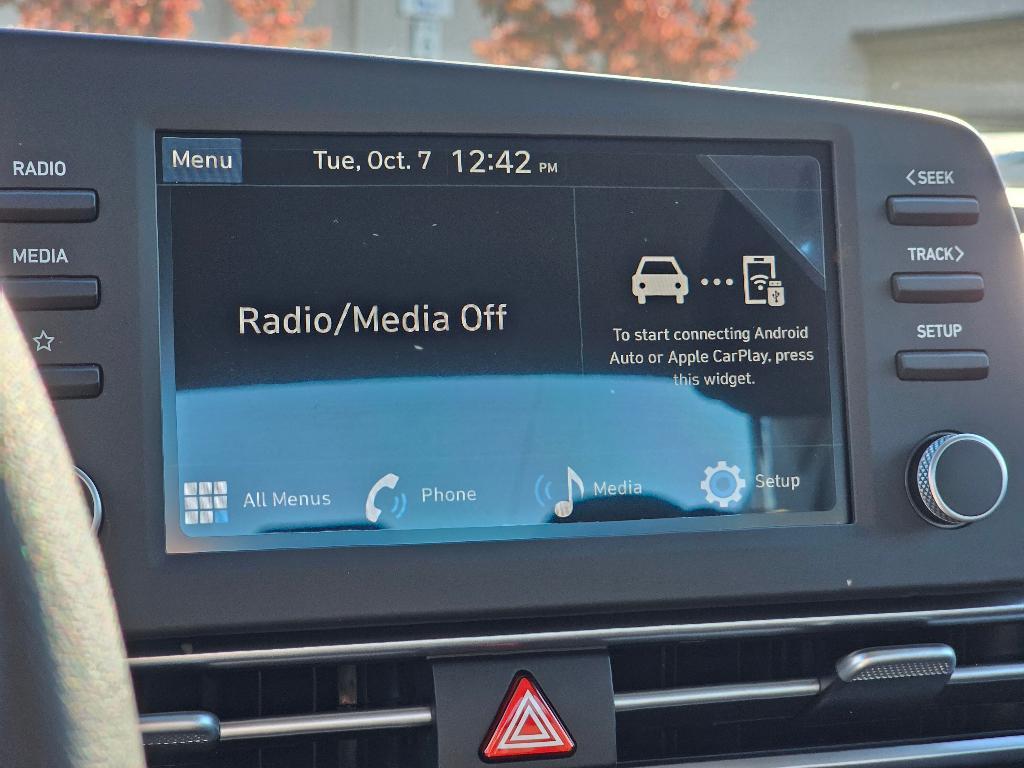 RADIO
MEDIA
Menu
Tue, Oct. 7 12:42 PM
Radio/Media Off
To start connecting Android
Auto or Apple CarPlay, press
this widget.
All Menus
Phone
Media
Setup
<SEEK
TRACK>
SETUP